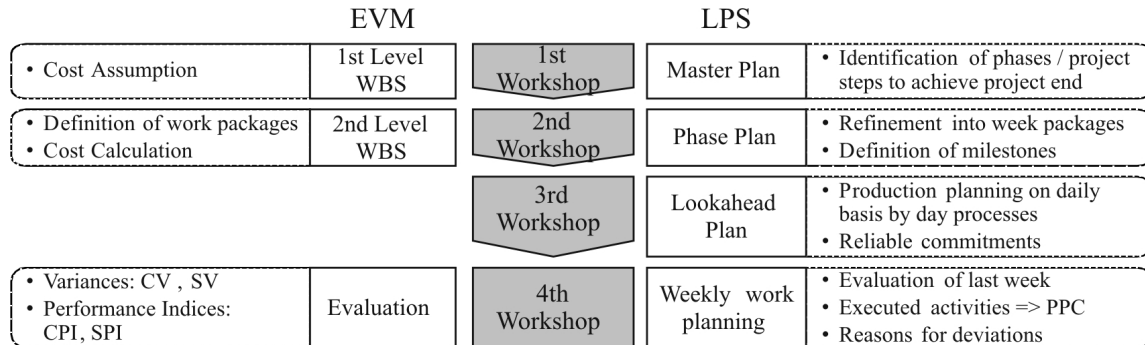 EVM
LPS
• Cost Assumption
1st Level
WBS
1st
Workshop
Master Plan
• Identification of phases / project
steps to achieve project end
• Definition of work packages
• Cost Calculation
2nd Level
WBS
2nd
Workshop
Phase Plan
• Refinement into week packages
• Definition of milestones
3rd
Workshop
Lookahead
Plan
• Production planning on daily
basis by day processes
• Reliable commitments
• Variances: CV , SV
• Performance Indices:
CPI, SPI
Evaluation
4th
Workshop
Weekly work
planning
• Evaluation of last week
• Executed activities => PPC
• Reasons for deviations